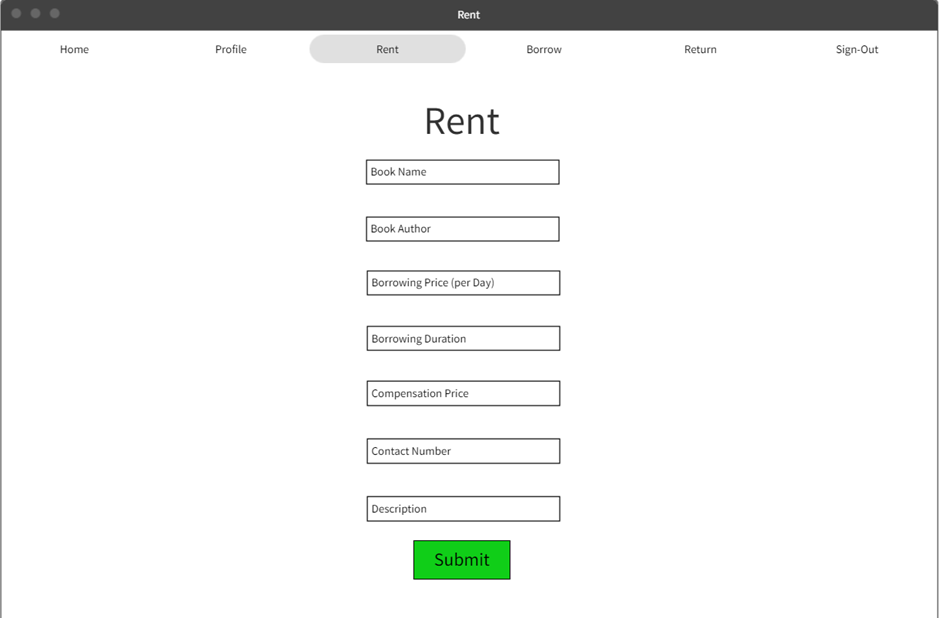 Rent
Home Profile Rent Borrow Return Sign-Out
Rent
Book Name
Book Author
Borrowing Price (per Day)
Borrowing Duration
Compensation Price
Contact Number
Description
Submit